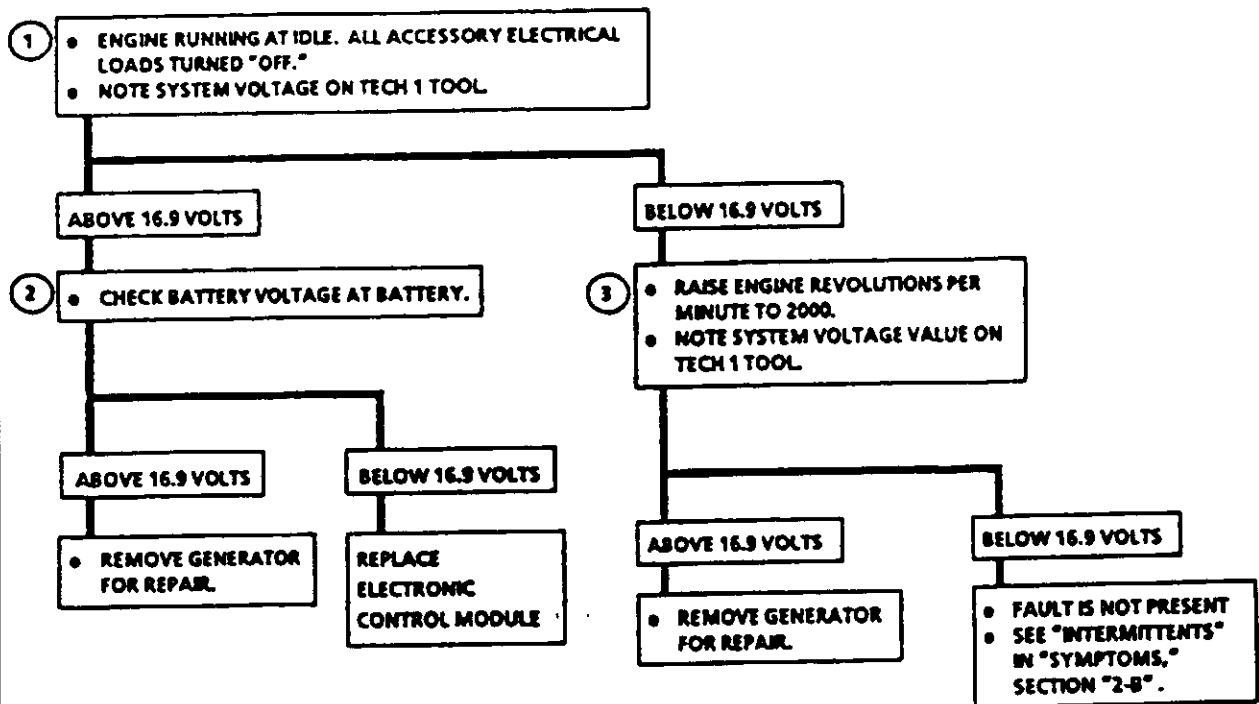 1
• ENGINE RUNNING AT IDLE. ALL ACCESSORY ELECTRICAL
LOADS TURNED "OFF."
• NOTE SYSTEM VOLTAGE ON TECH 1 TOOL.
ABOVE 16.9 VOLTS
BELOW 16.9 VOLTS
2
• CHECK BATTERY VOLTAGE AT BATTERY.
3
• RAISE ENGINE REVOLUTIONS PER
MINUTE TO 2000.
• NOTE SYSTEM VOLTAGE VALUE ON
TECH 1 TOOL.
ABOVE 16.9 VOLTS
BELOW 16.9 VOLTS
• REMOVE GENERATOR
FOR REPAIR.
REPLACE
ELECTRONIC
CONTROL MODULE
ABOVE 16.9 VOLTS
BELOW 16.9 VOLTS
• REMOVE GENERATOR
FOR REPAIR.
• FAULT IS NOT PRESENT
• SEE "INTERMITTENTS"
IN "SYMPTOMS,"
SECTION "2-B".